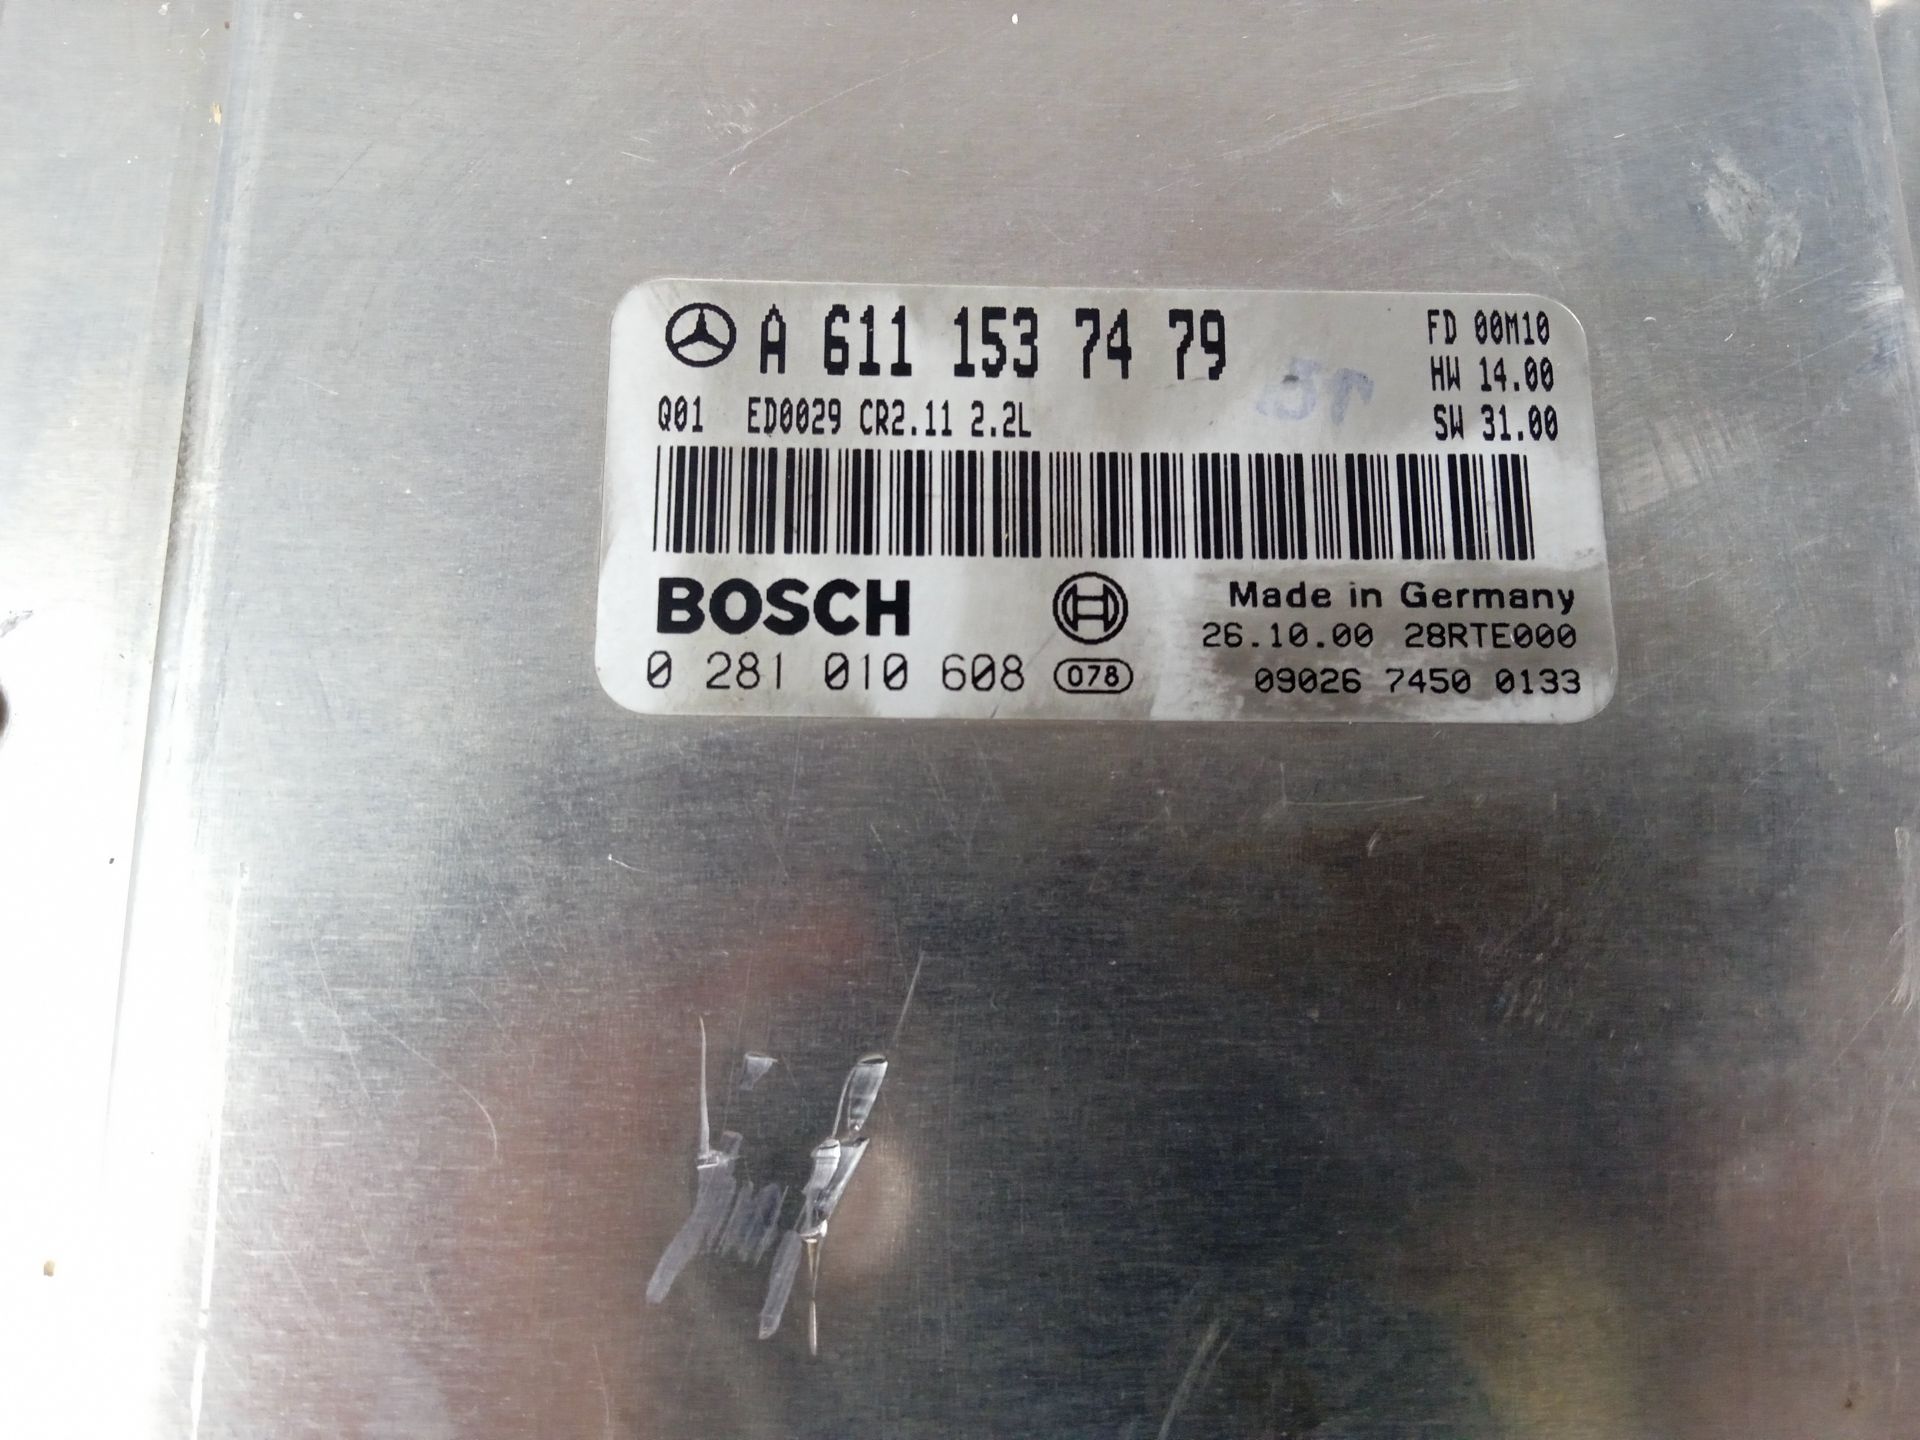 A 611 153 74 79
FD 00M10
HW 14.00
Q01 ED0029 CR2.11 2.2L
SW 31.00
BOSCH
Made in Germany
26.10.00 28RTE000
0 281 010 608 078
09026 7450 0133